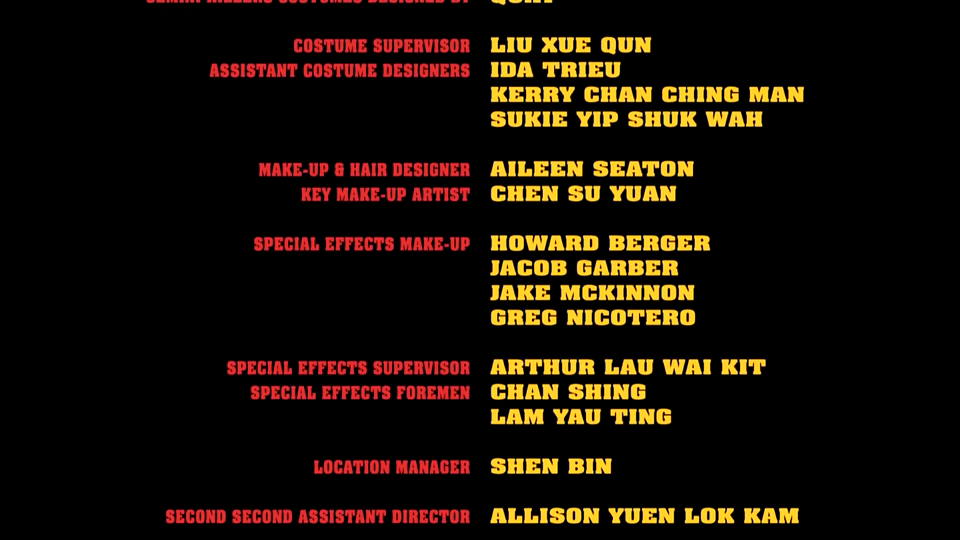 COSTUME SUPERVISOR LIU XUE QUN
ASSISTANT COSTUME DESIGNERS IDA TRIEU
KERRY CHAN CHING MAN
SUKIE YIP SHUK WAH
MAKE-UP & HAIR DESIGNER AILEEN SEATON
KEY MAKE-UP ARTIST CHEN SU YUAN
SPECIAL EFFECTS MAKE-UP HOWARD BERGER
JACOB GARBER
JAKE MCKINNON
GREG NICOTERO
SPECIAL EFFECTS SUPERVISOR ARTHUR LAU WAI KIT
SPECIAL EFFECTS FOREMEN CHAN SHING
LAM YAU TING
LOCATION MANAGER SHEN BIN
SECOND SECOND ASSISTANT DIRECTOR ALLISON YUEN LOK KAM